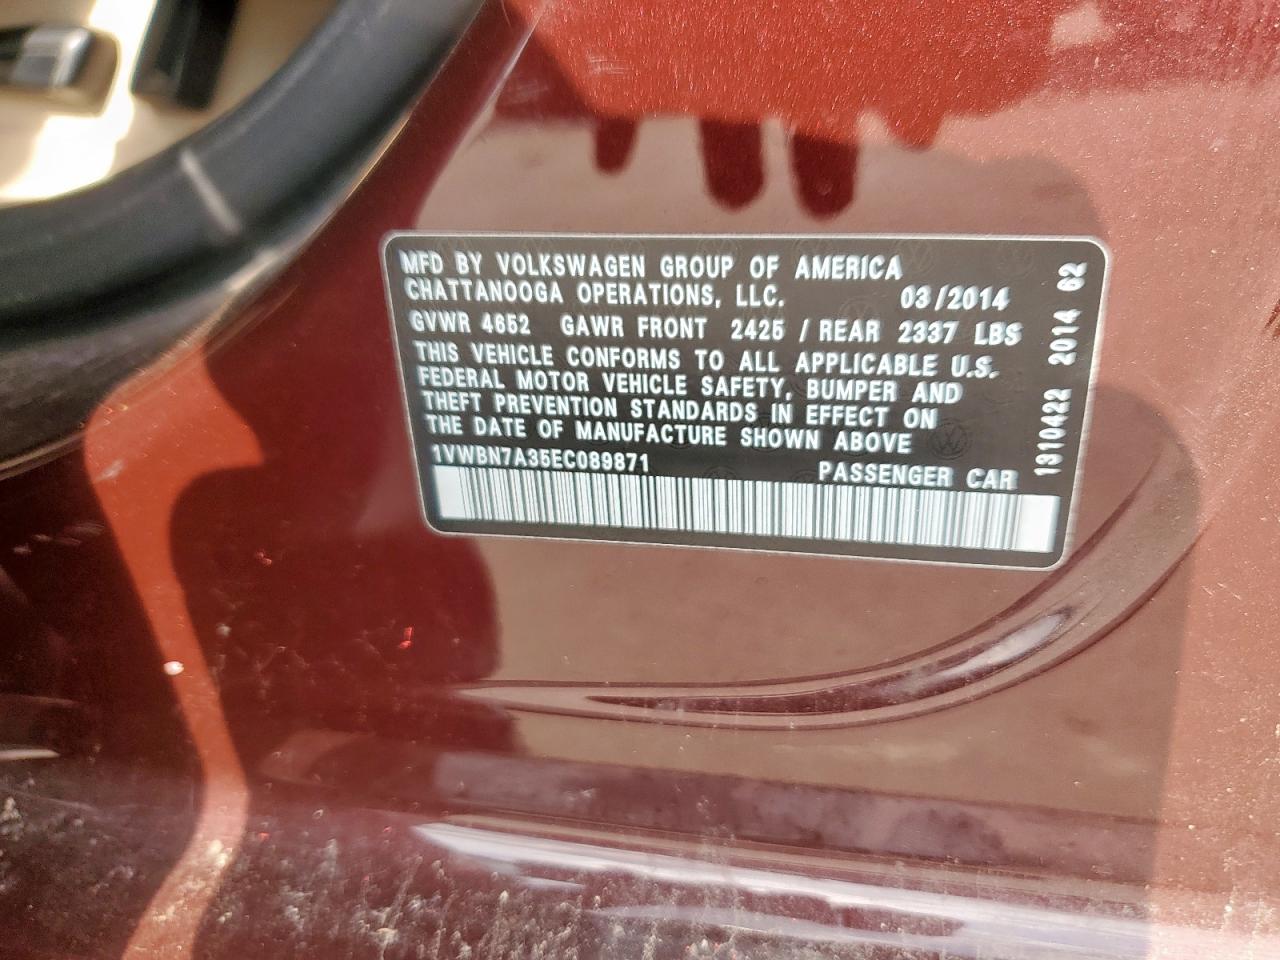 MFD BY VOLKSWAGEN GROUP OF AMERICA
CHATTANOOGA OPERATIONS, LLC. 03/2014
GVWR 4652 GAWR FRONT 2425 / REAR 2337 LBS
THIS VEHICLE CONFORMS TO ALL APPLICABLE U.S.
FEDERAL MOTOR VEHICLE SAFETY, BUMPER AND
THEFT PREVENTION STANDARDS IN EFFECT ON
THE DATE OF MANUFACTURE SHOWN ABOVE
1VWBN7A35EC089871 PASSENGER CAR
1310422 2014 62